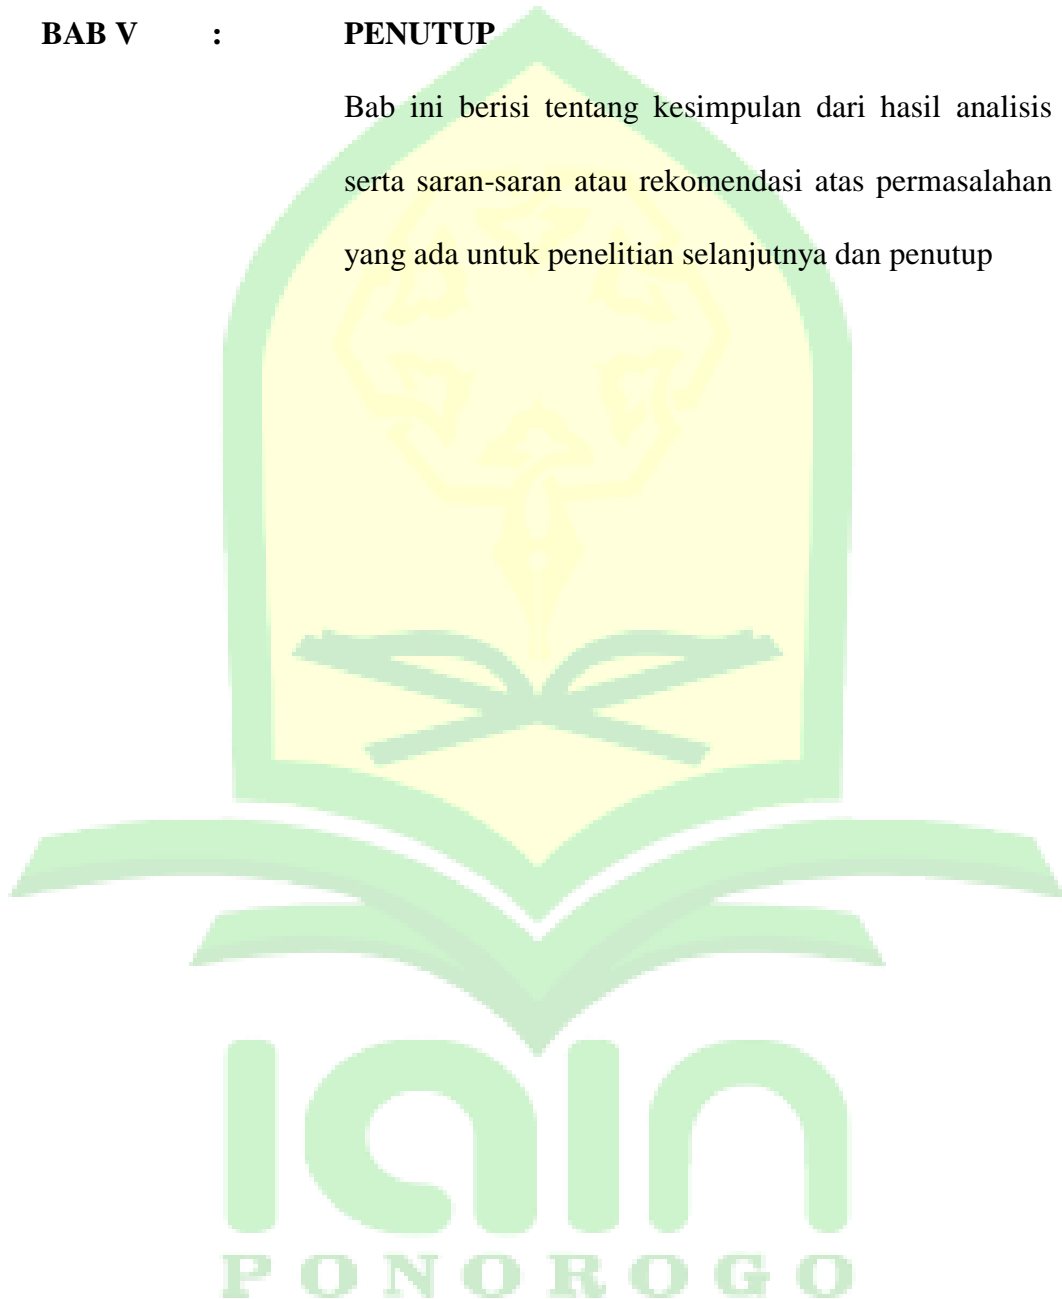 BAB V : PENUTUP
Bab ini berisi tentang kesimpulan dari hasil analisis
serta saran-saran atau rekomendasi atas permasalahan
yang ada untuk penelitian selanjutnya dan penutup
iain
PONOROGO